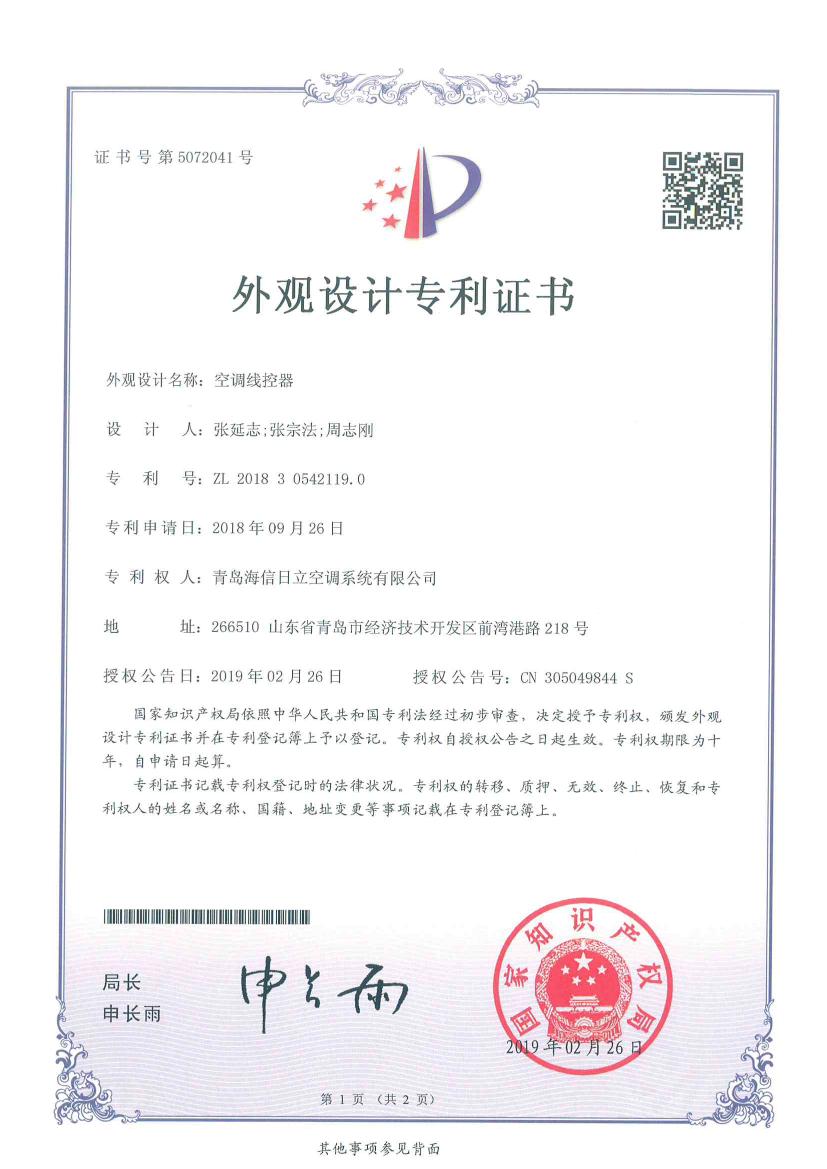 证书号第5072041号
外观设计专利证书
外观设计名称：空调线控器
设计人：张延志;张宗法;周志刚
专利号：ZL 2018 3 0542119.0
专利申请日：2018年09月26日
专利权人：青岛海信日立空调系统有限公司
地址：266510 山东省青岛市经济技术开发区前湾港路218号
授权公告日：2019年02月26日 授权公告号：CN 305049844 S
国家知识产权局依照中华人民共和国专利法经过初步审查，决定授予专利权，颁发外观
设计专利证书并在专利登记簿上予以登记。专利权自授权公告之日起生效。专利权期限为十
年，自申请日起算。
专利证书记载专利权登记时的法律状况。专利权的转移、质押、无效、终止、恢复和专
利权人的姓名或名称、国籍、地址变更等事项记载在专利登记簿上。
局长
申长雨
申长雨
国家知识产权局
2019年02月26日
第 1 页 （共 2 页）
其他事项参见背面